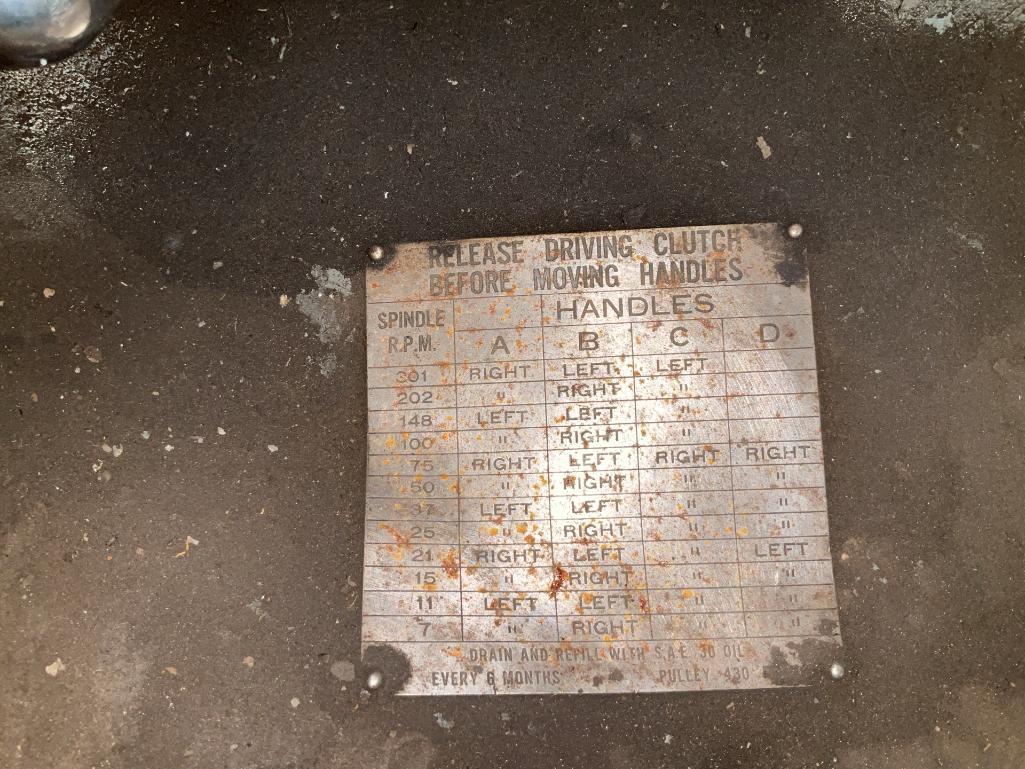 RELEASE DRIVING CLUTCH
BEFORE MOVING HANDLES
SPINDLE R.P.M. HANDLES
A B C D
301 RIGHT LEFT LEFT
202 " RIGHT "
148 LEFT LEFT "
100 " RIGHT "
75 RIGHT LEFT RIGHT RIGHT
50 " RIGHT " "
37 LEFT LEFT " "
25 " RIGHT " "
21 RIGHT LEFT " LEFT
15 " RIGHT " "
11 LEFT LEFT " "
7 " RIGHT " "
DRAIN AND REFILL WITH S.A.E. 30 OIL
EVERY 6 MONTHS PULLEY 430